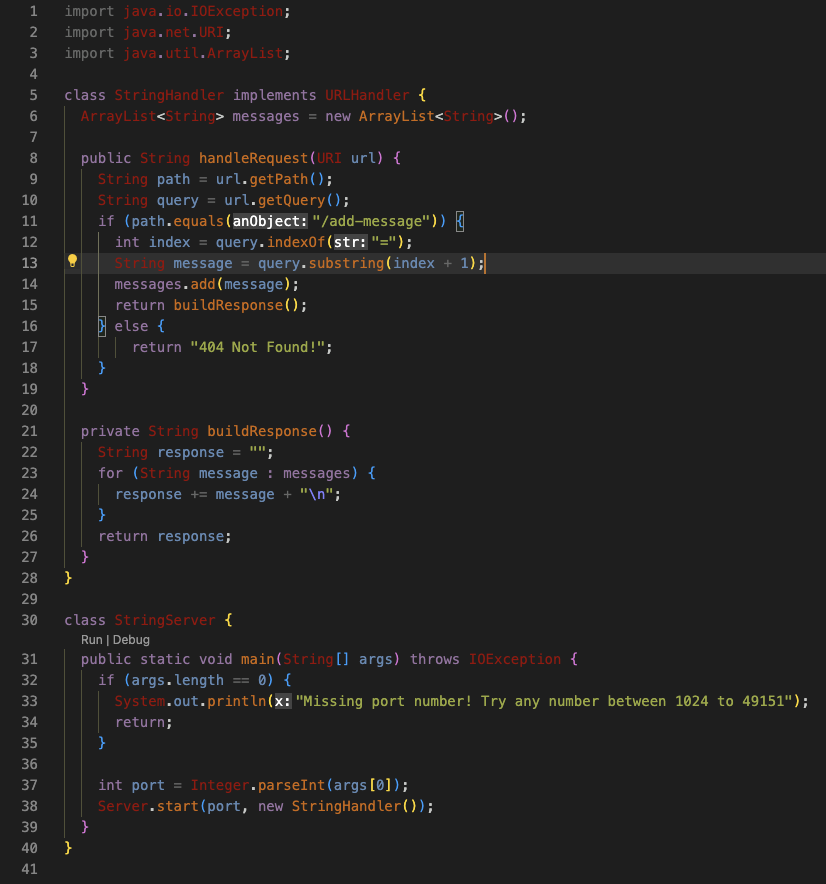 1 import java.io.IOException;
2 import java.net.URI;
3 import java.util.ArrayList;
4
5 class StringHandler implements URLHandler {
6   ArrayList<String> messages = new ArrayList<String>();
7
8   public String handleRequest(URI url) {
9     String path = url.getPath();
10     String query = url.getQuery();
11     if (path.equals(anObject: "/add-message")) {
12       int index = query.indexOf(str: "=");
13       String message = query.substring(index + 1);
14       messages.add(message);
15       return buildResponse();
16     } else {
17         return "404 Not Found!";
18     }
19   }
20
21   private String buildResponse() {
22     String response = "";
23     for (String message : messages) {
24       response += message + "\n";
25     }
26     return response;
27   }
28 }
29
30 class StringServer {
Run | Debug
31   public static void main(String[] args) throws IOException {
32     if (args.length == 0) {
33       System.out.println(x: "Missing port number! Try any number between 1024 to 49151");
34       return;
35     }
36
37     int port = Integer.parseInt(args[0]);
38     Server.start(port, new StringHandler());
39   }
40 }
41